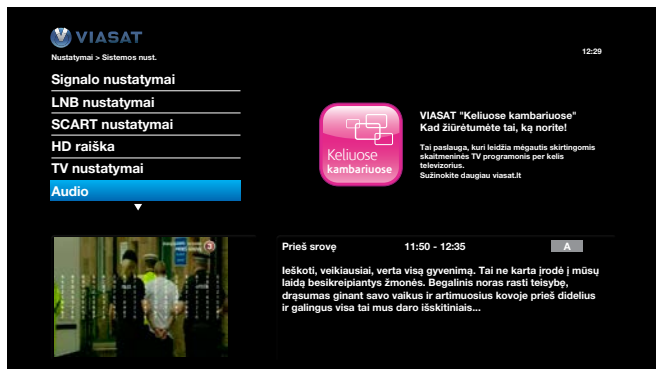 VIASAT
Nustatymai > Sistemos nust.
12:29
Signalo nustatymai
LNB nustatymai
SCART nustatymai
HD raiška
TV nustatymai
Audio
Keliuose
kambariuose
VIASAT "Keliuose kambariuose"
Kad žiūrėtumėte tai, ką norite!
Tai paslauga, kuri leidžia mėgautis skirtingomis
skaitmeninės TV programonis per kelis
televizorius.
Sužinokite daugiau viasat.lt
3
Prieš srovę 11:50 - 12:35 A
Ieškoti, veikiausiai, verta visą gyvenimą. Tai ne karta įrodė į mūsų
laidą besikreipiantys žmonės. Begalinis noras rasti teisybę,
drąsumas ginant savo vaikus ir artimuosius kovoje prieš didelius
ir galingus visa tai mus daro išskitiniais...